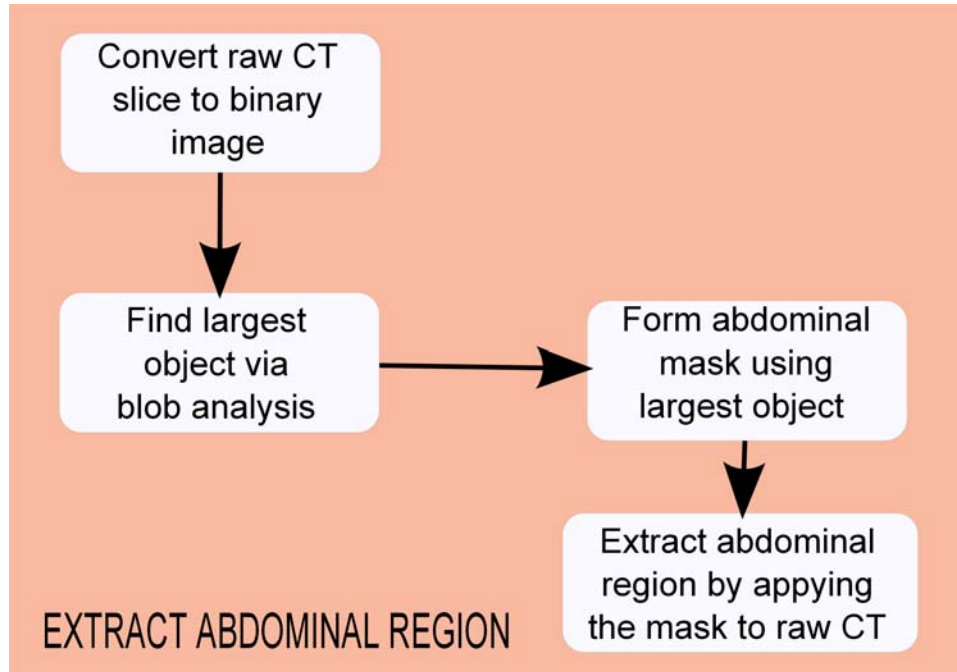 Convert raw CT
slice to binary
image
Find largest
object via
blob analysis
Form abdominal
mask using
largest object
Extract abdominal
region by appying
the mask to raw CT
EXTRACT ABDOMINAL REGION